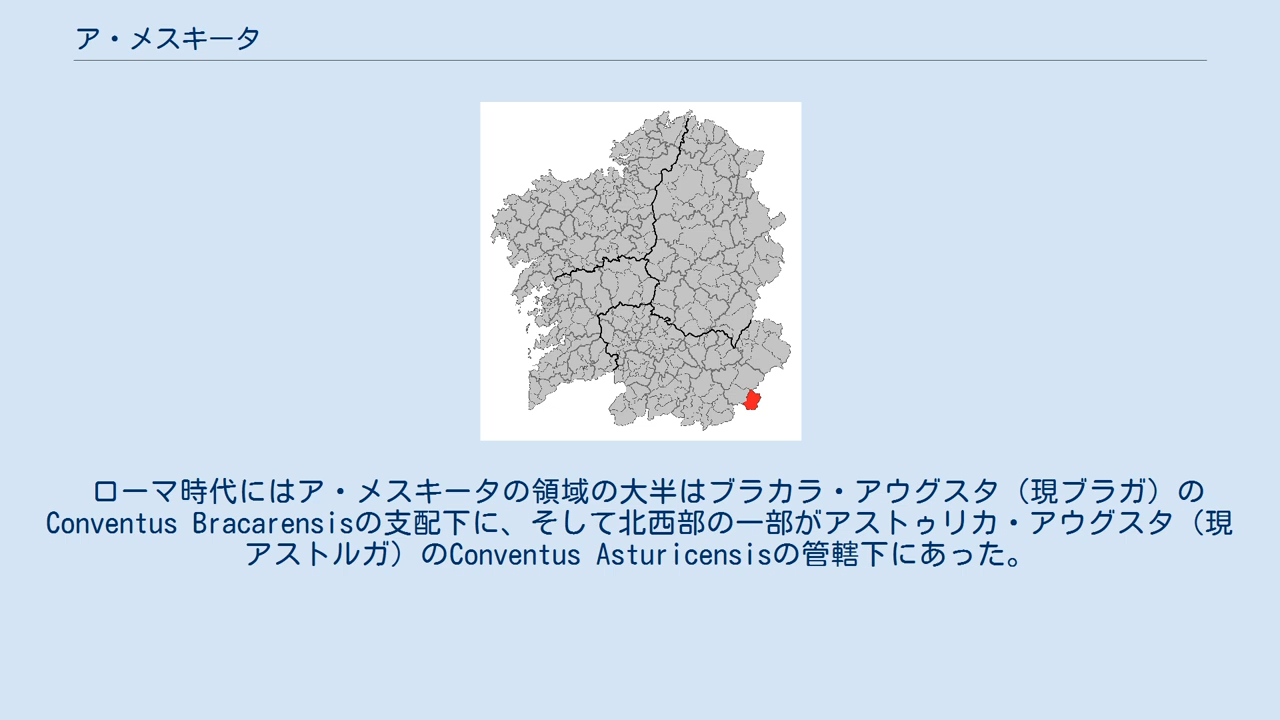 ア・メスキータ
ローマ時代にはア・メスキータの領域の大半はブラカラ・アウグスタ（現ブラガ）の
Conventus Bracarensisの支配下に、そして北西部の一部がアストゥリカ・アウグスタ（現
アストルガ）のConventus Asturicensisの管轄下にあった。